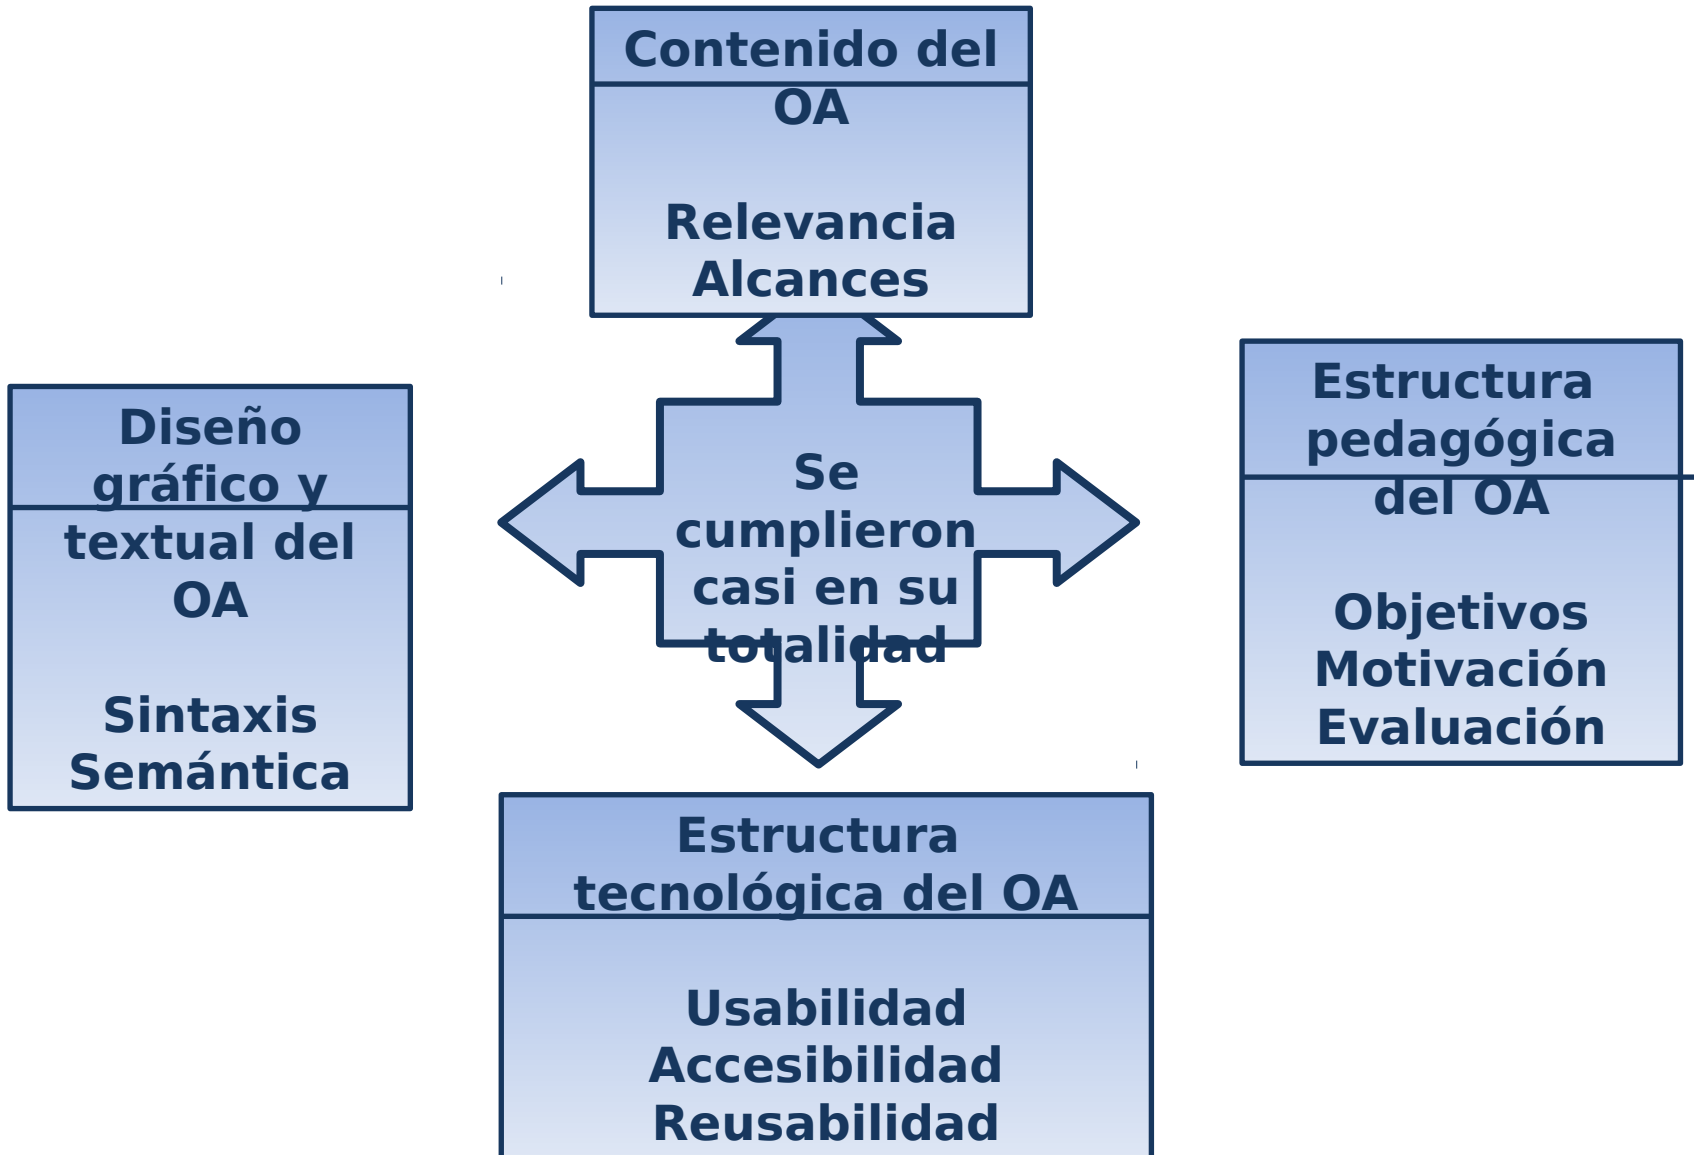 Contenido del
OA
Relevancia
Alcances
Diseño
gráfico y
textual del
OA
Sintaxis
Semántica
Se
cumplieron
casi en su
totalidad
Estructura
pedagógica
del OA
Objetivos
Motivación
Evaluación
Estructura
tecnológica del OA
Usabilidad
Accesibilidad
Reusabilidad